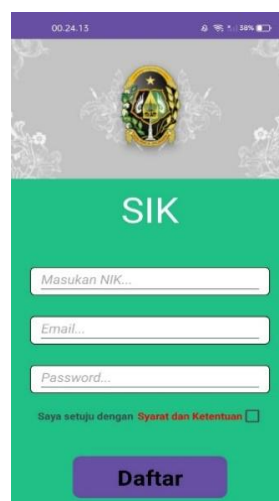 00.24.13 38%
SIK
Masukan NIK...
Email...
Password...
Saya setuju dengan Syarat dan Ketentuan
Daftar